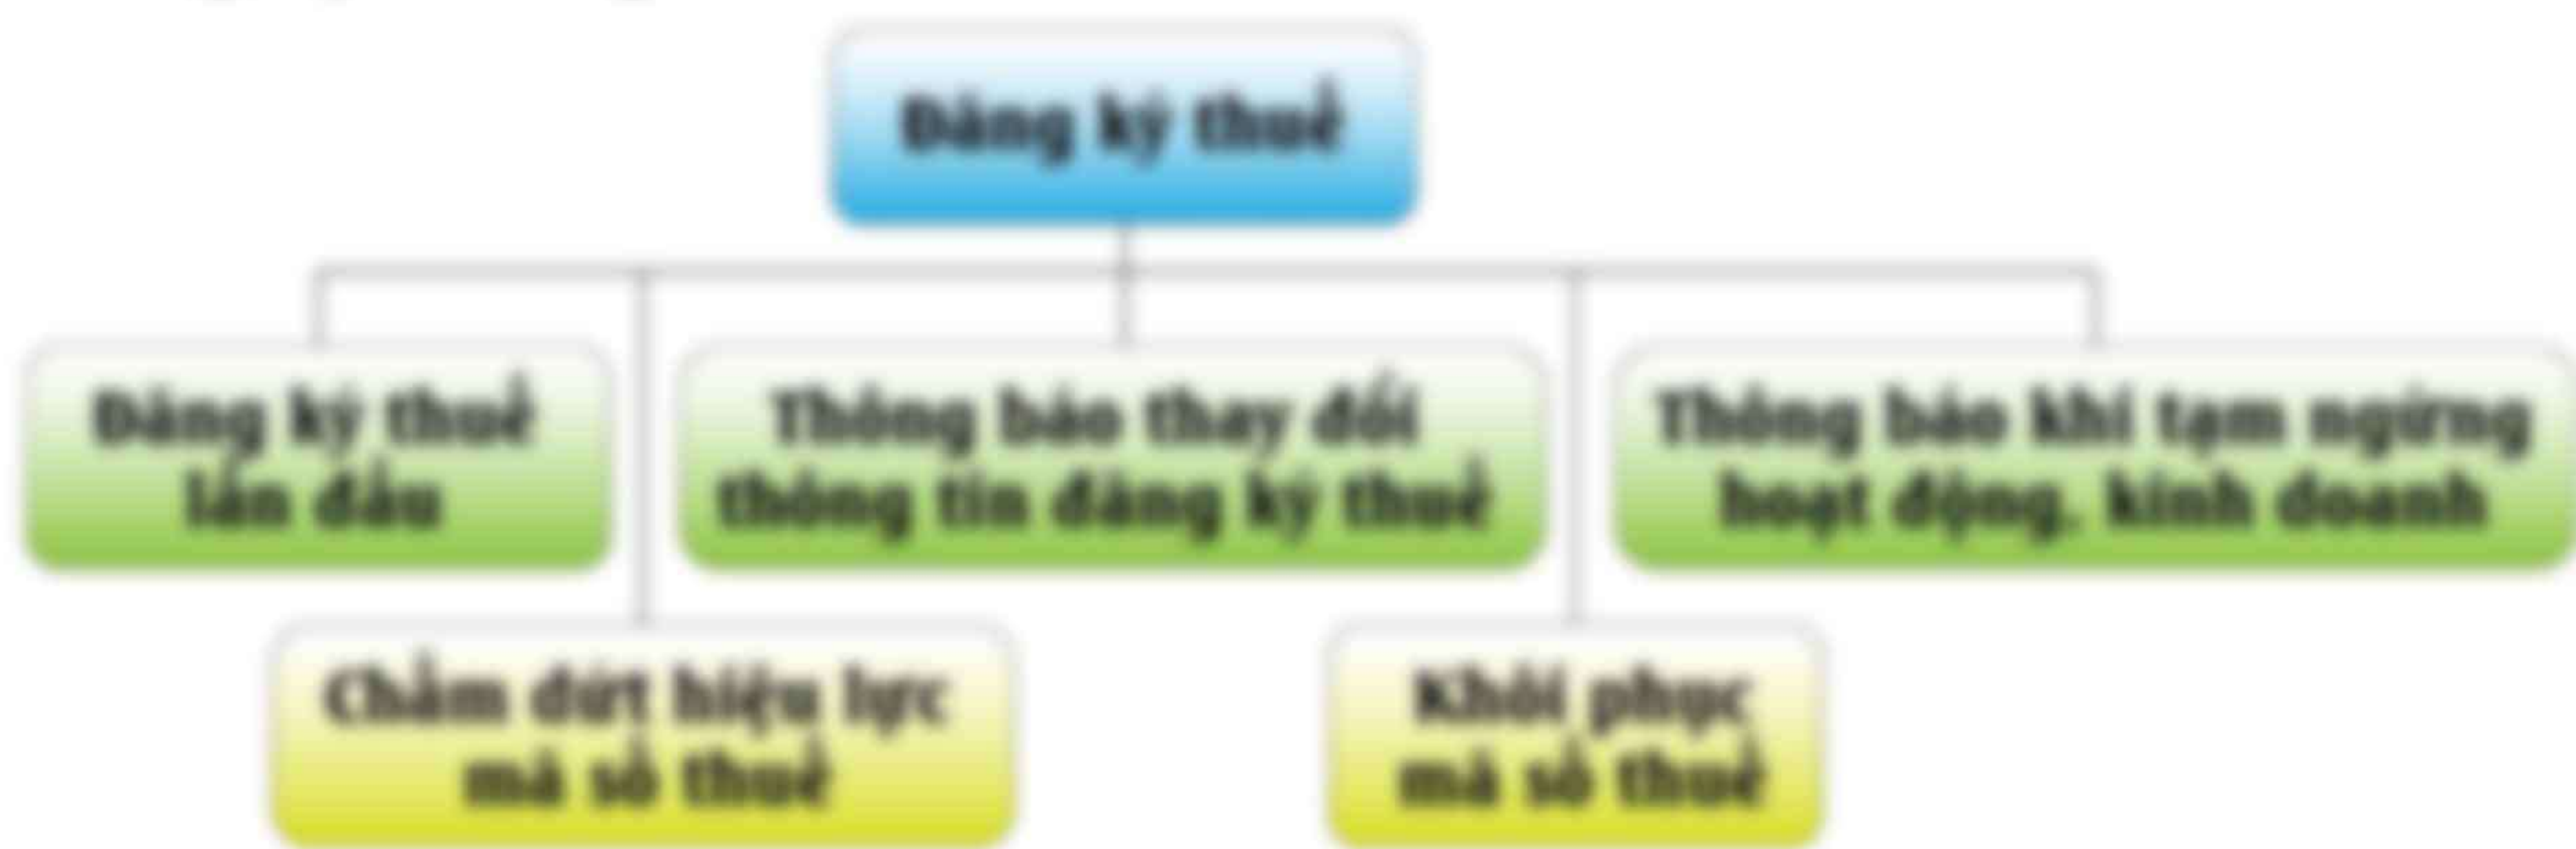 Đăng ký thuế
Đăng ký thuế
lần đầu
Thông báo thay đổi
thông tin đăng ký thuế
Thông báo khi tạm ngừng
hoạt động, kinh doanh
Chấm dứt hiệu lực
mã số thuế
Khôi phục
mã số thuế